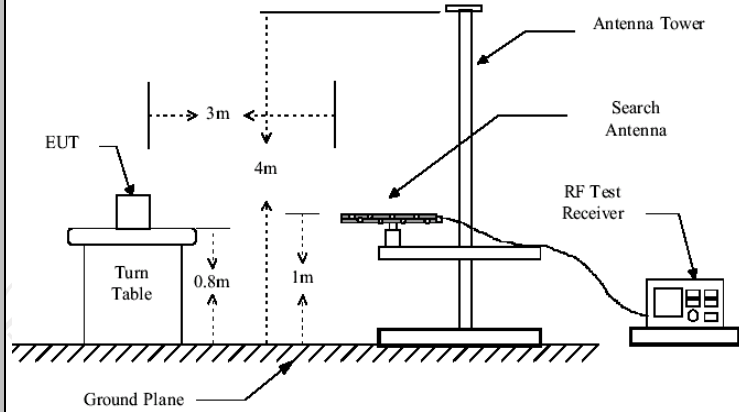 Antenna Tower
3m
Search
Antenna
EUT
4m
RF Test
Receiver
Turn
Table
0.8m
1m
Ground Plane